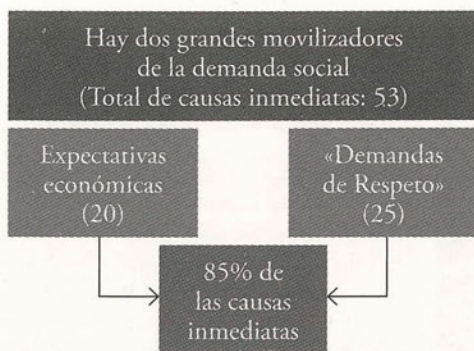 Hay dos grandes movilizadores
de la demanda social
(Total de causas inmediatas: 53)
Expectativas
económicas
(20)
«Demandas
de Respeto»
(25)
85% de
las causas
inmediatas